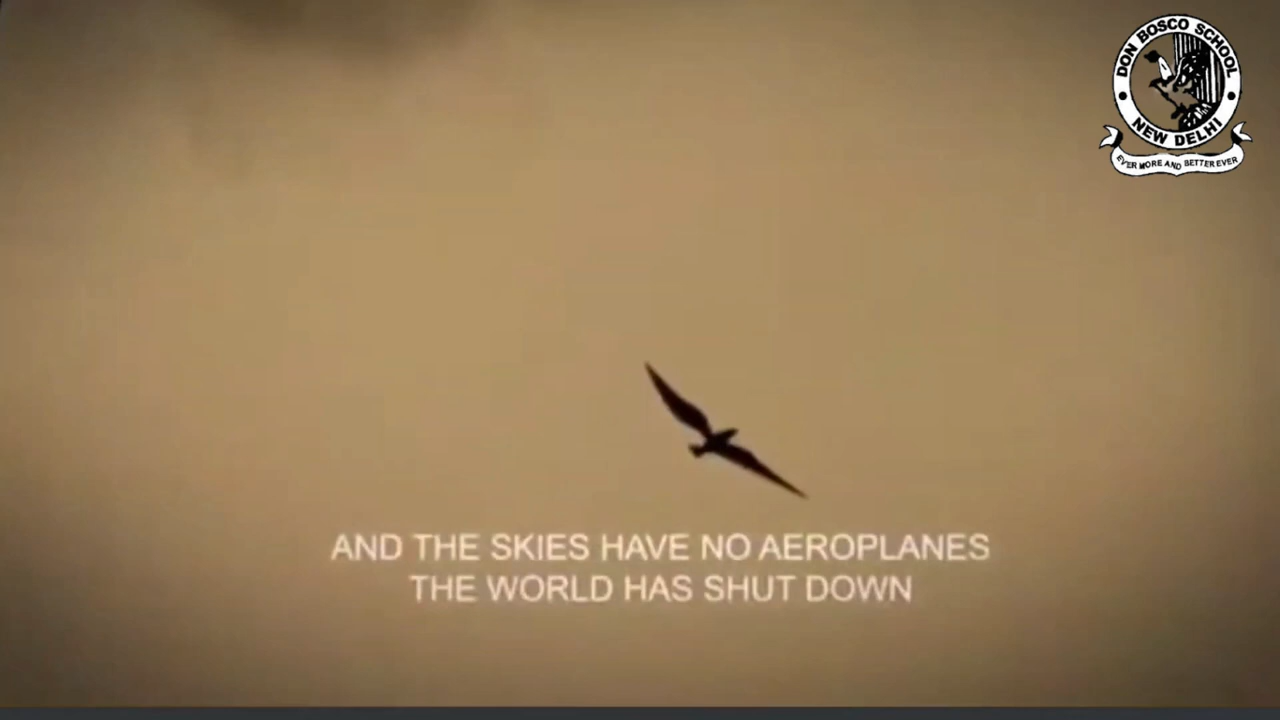 DON BOSCO SCHOOL
NEW DELHI
EVER MORE AND BETTER EVER
AND THE SKIES HAVE NO AEROPLANES
THE WORLD HAS SHUT DOWN